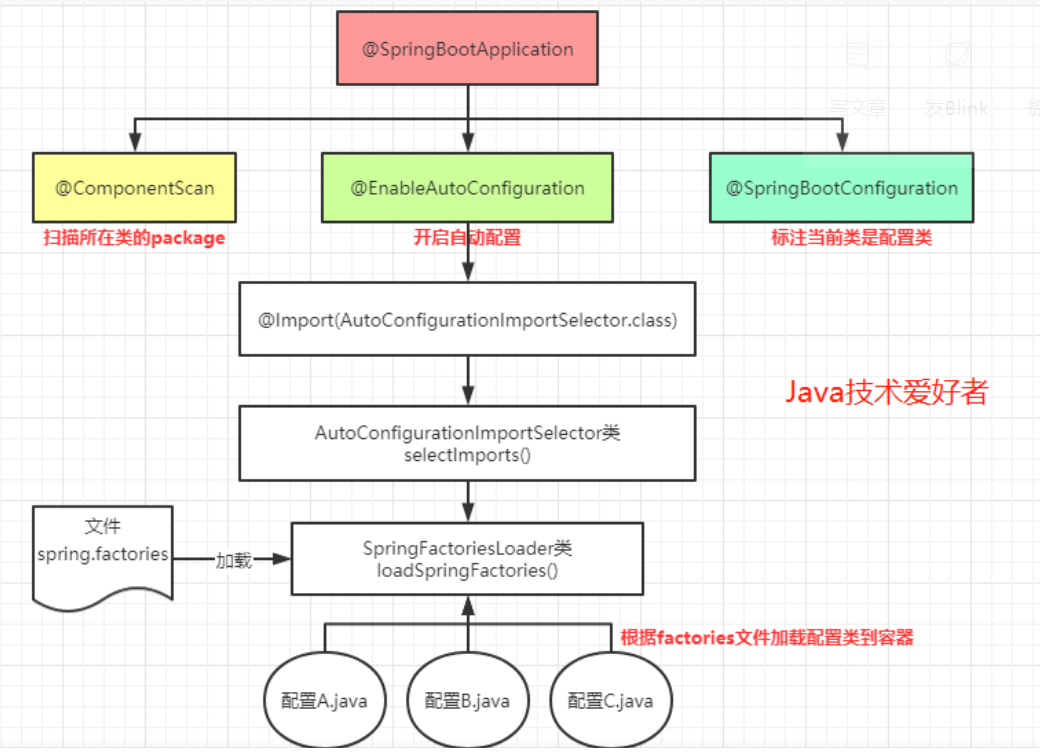 @SpringBootApplication
写文章
发Blink
@ComponentScan
@EnableAutoConfiguration
@SpringBootConfiguration
扫描所在类的package
开启自动配置
标注当前类是配置类
@Import(AutoConfigurationImportSelector.class)
Java技术爱好者
AutoConfigurationImportSelector类
selectImports()
文件
spring.factories
加载
SpringFactoriesLoader类
loadSpringFactories()
根据factories文件加载配置类到容器
配置A.java
配置B.java
配置C.java